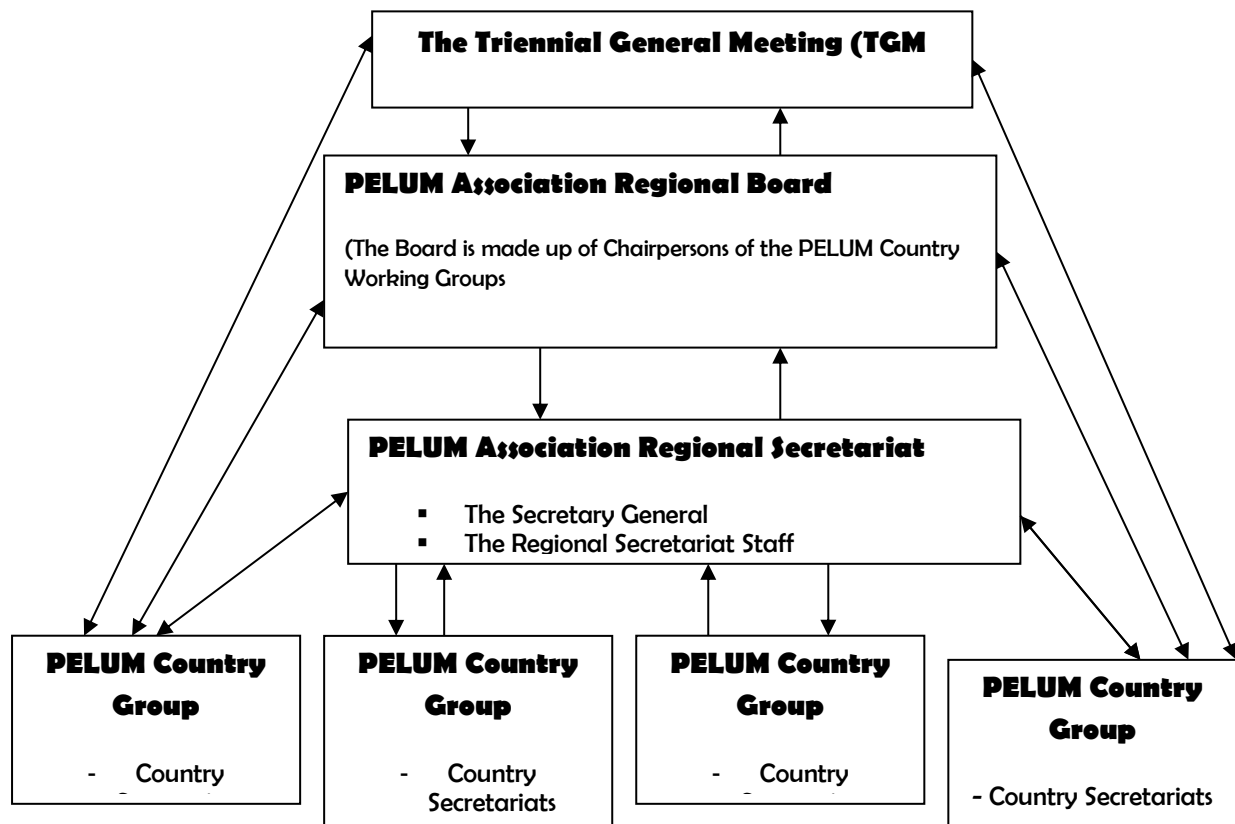 The Triennial General Meeting (TGM
PELUM Association Regional Board
(The Board is made up of Chairpersons of the PELUM Country
Working Groups
PELUM Association Regional Secretariat
▪ The Secretary General
▪ The Regional Secretariat Staff
PELUM Country
Group
- Country
PELUM Country
Group
- Country
Secretariats
PELUM Country
Group
- Country
PELUM Country
Group
- Country Secretariats